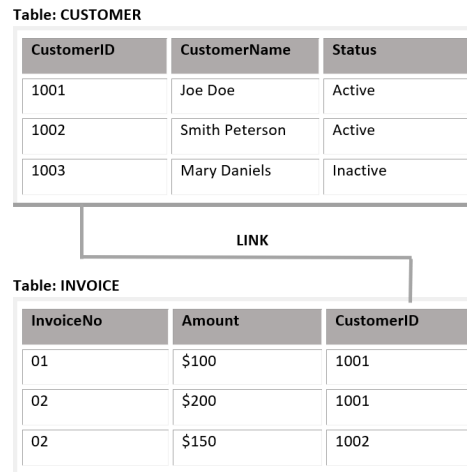 Table: CUSTOMER
CustomerID CustomerName Status
1001 Joe Doe Active
1002 Smith Peterson Active
1003 Mary Daniels Inactive
LINK
Table: INVOICE
InvoiceNo Amount CustomerID
01 $100 1001
02 $200 1001
02 $150 1002